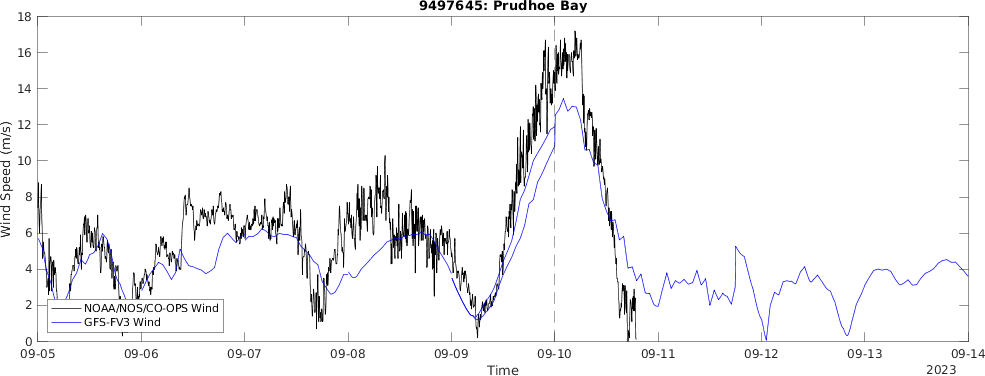 9497645: Prudhoe Bay
Wind Speed (m/s)
18
16
14
12
10
8
6
4
2
0
NOAA/NOS/CO-OPS Wind
GFS-FV3 Wind
09-05 09-06 09-07 09-08 09-09 09-10 09-11 09-12 09-13 09-14
Time
2023